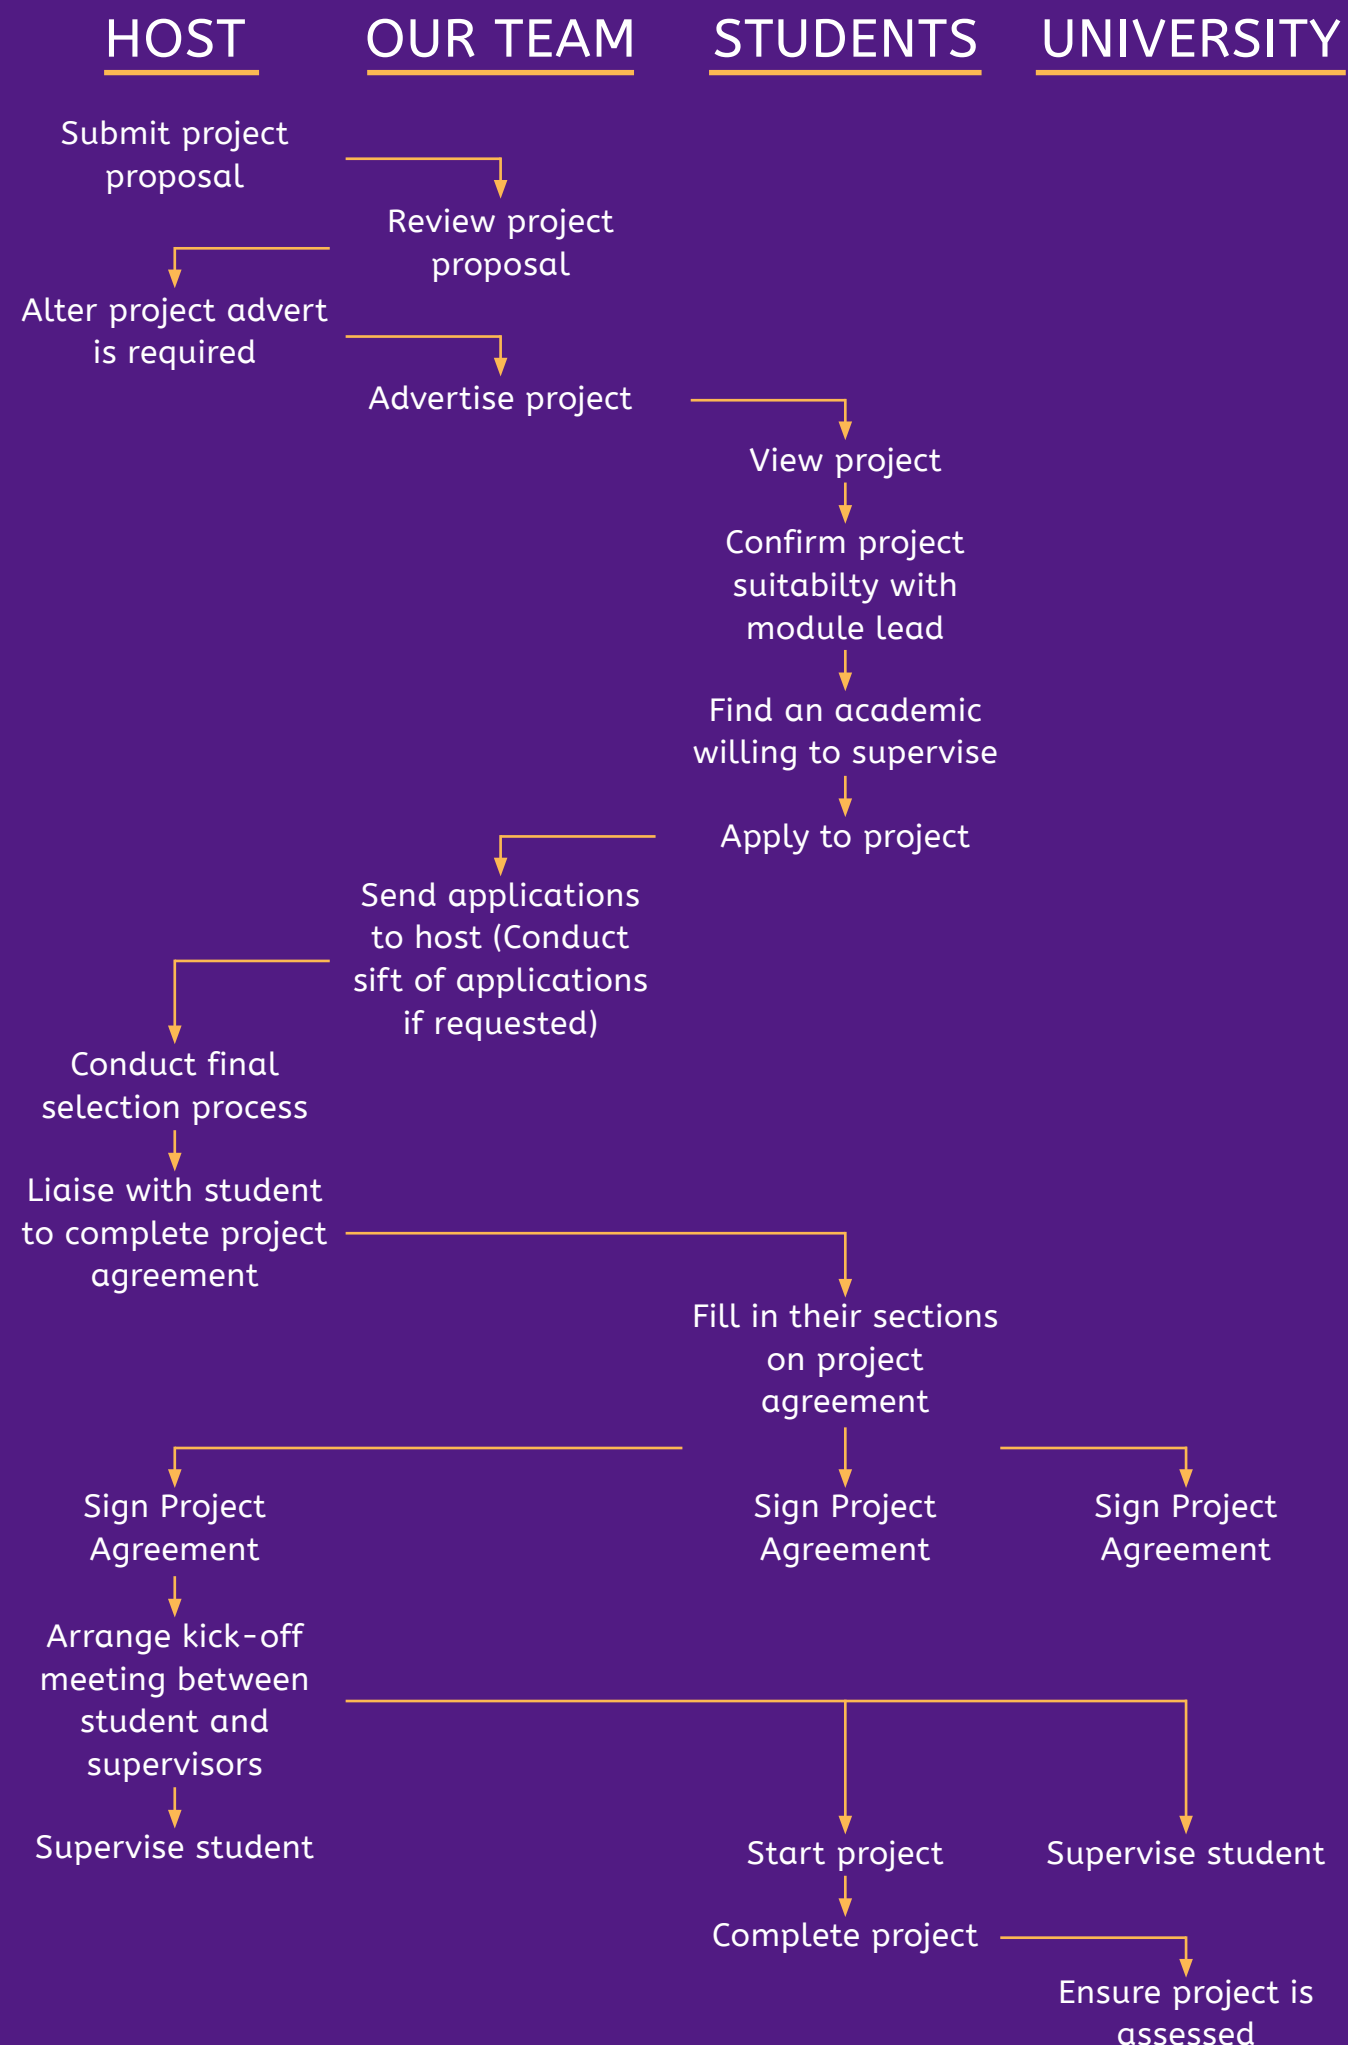 HOST
OUR TEAM
STUDENTS
UNIVERSITY
Submit project
proposal
Review project
proposal
Alter project advert
is required
Advertise project
View project
Confirm project
suitabilty with
module lead
Find an academic
willing to supervise
Apply to project
Send applications
to host (Conduct
sift of applications
if requested)
Conduct final
selection process
Liaise with student
to complete project
agreement
Fill in their sections
on project
agreement
Sign Project
Agreement
Sign Project
Agreement
Sign Project
Agreement
Arrange kick-off
meeting between
student and
supervisors
Supervise student
Start project
Supervise student
Complete project
Ensure project is
assessed